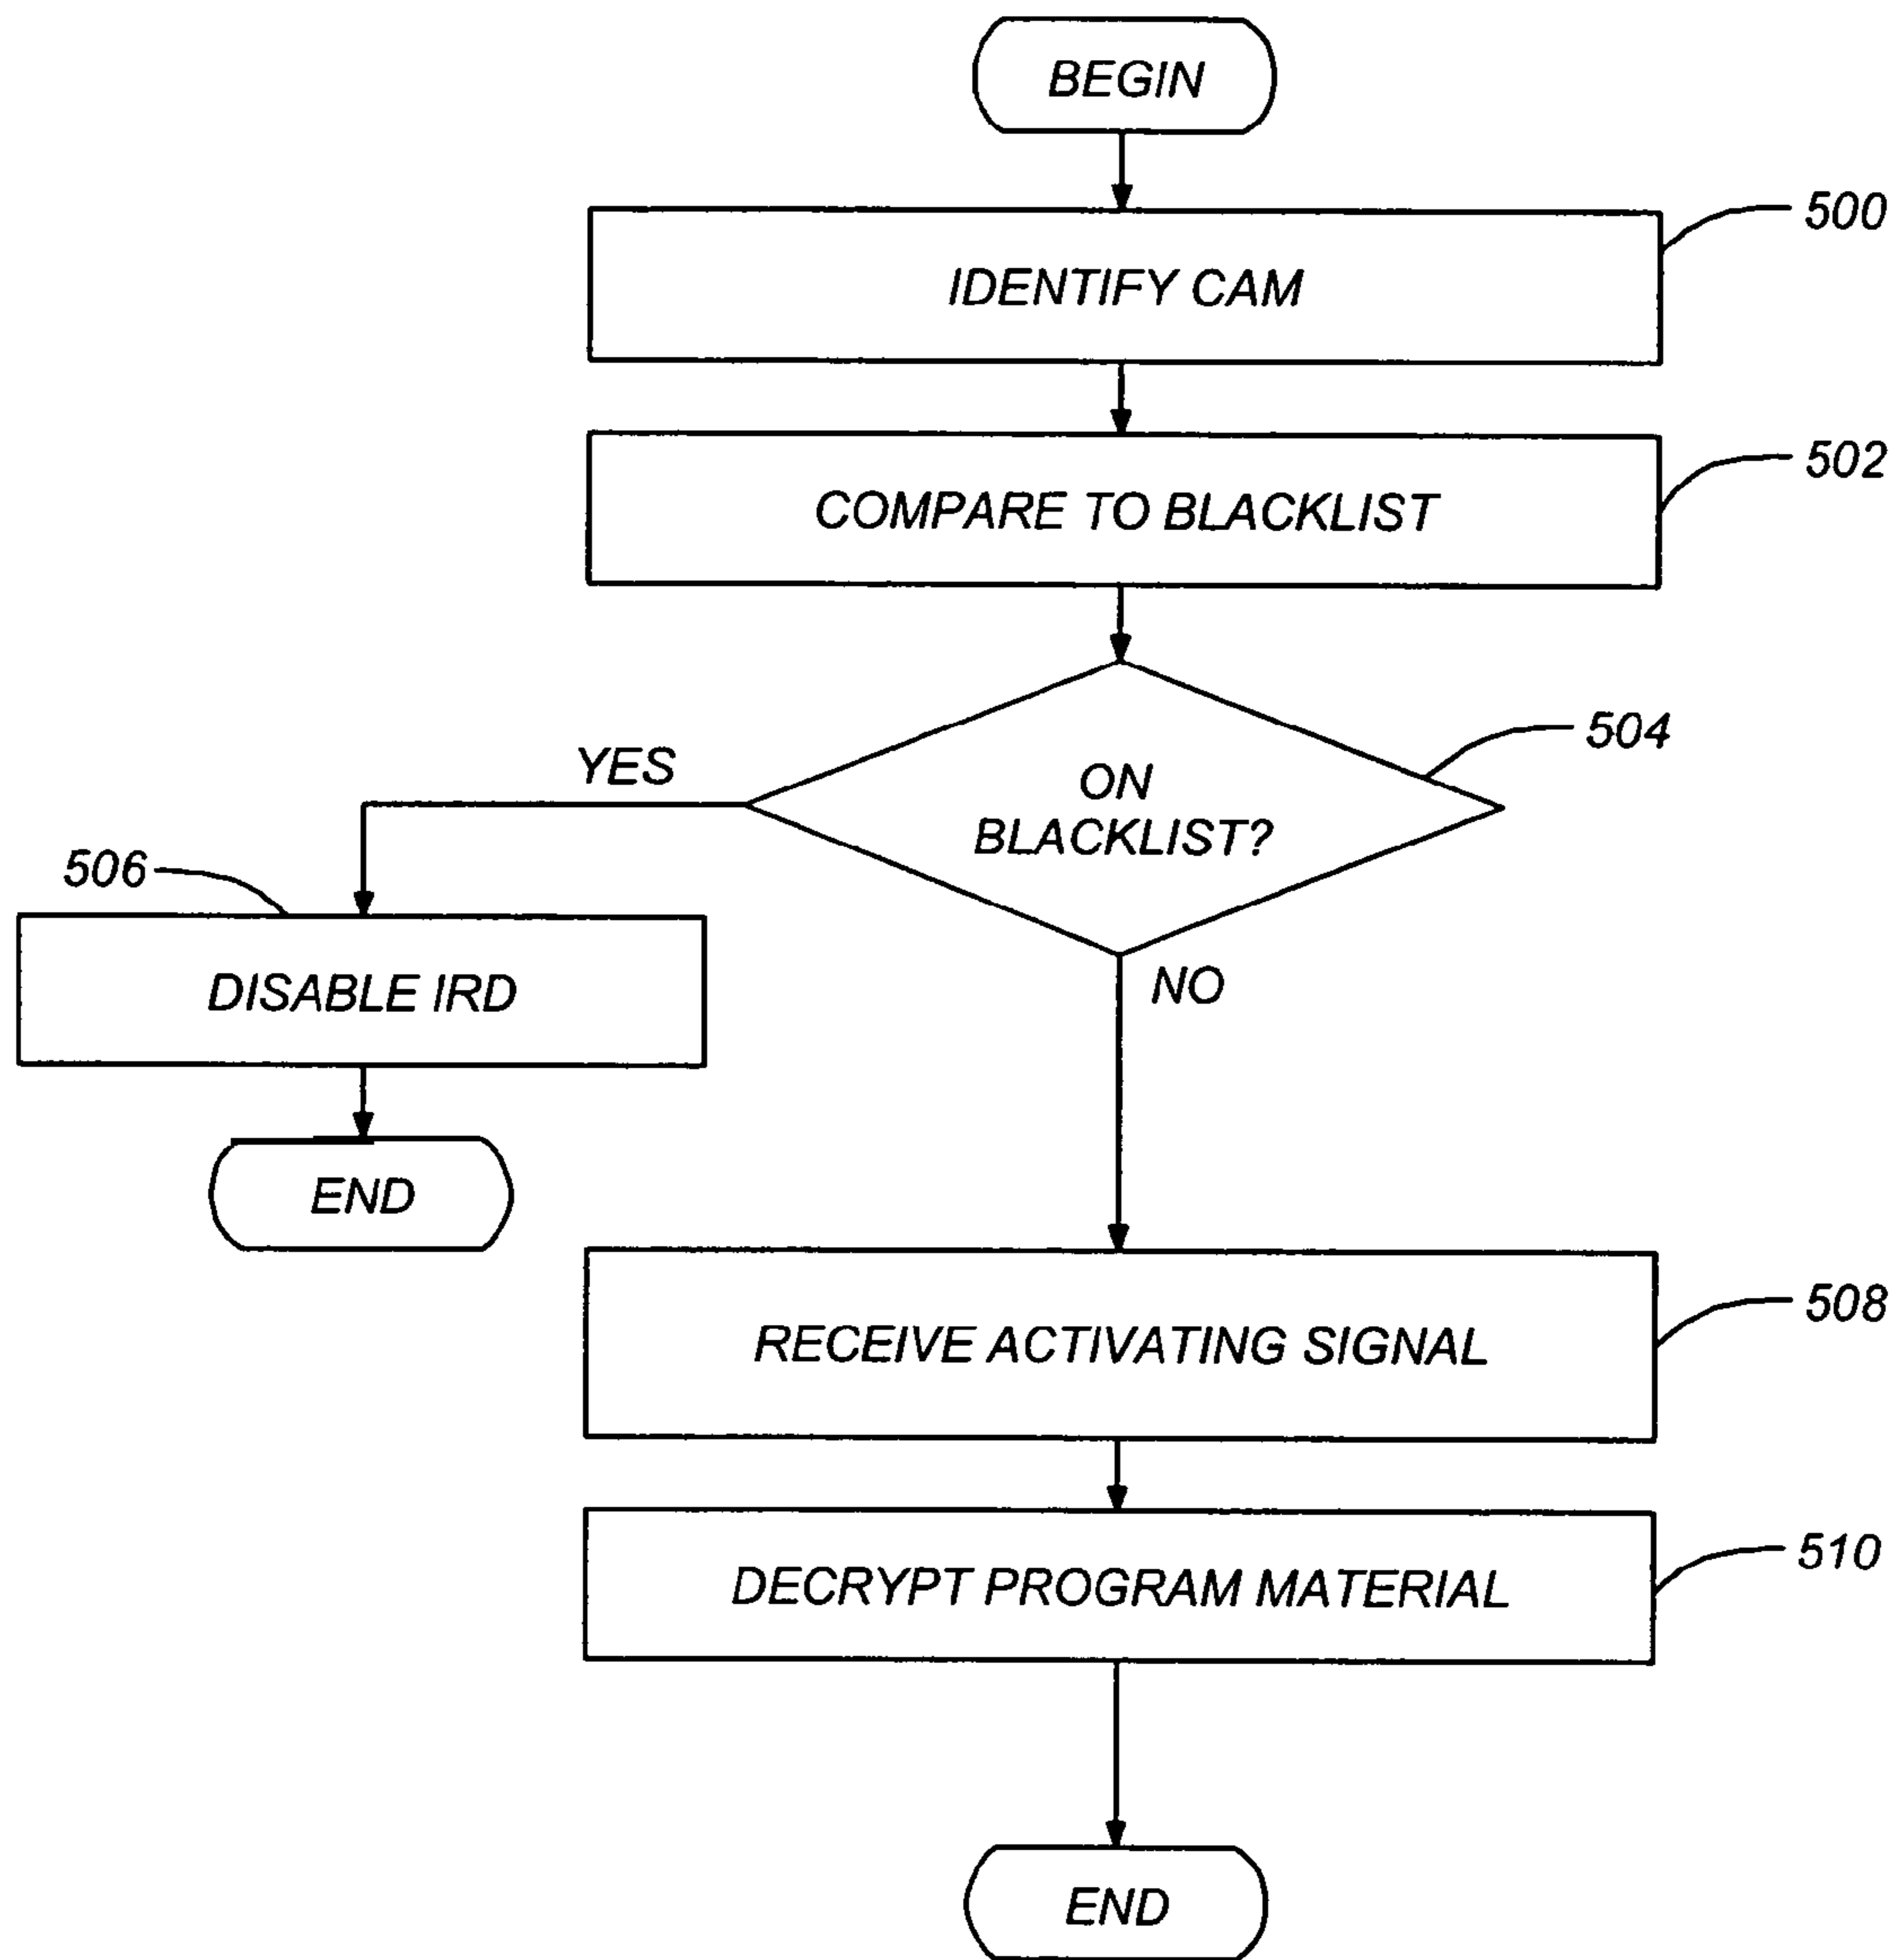 BEGIN
500
IDENTIFY CAM
502
COMPARE TO BLACKLIST
504
YES
ON
BLACKLIST?
506
NO
DISABLE IRD
END
508
RECEIVE ACTIVATING SIGNAL
510
DECRYPT PROGRAM MATERIAL
END